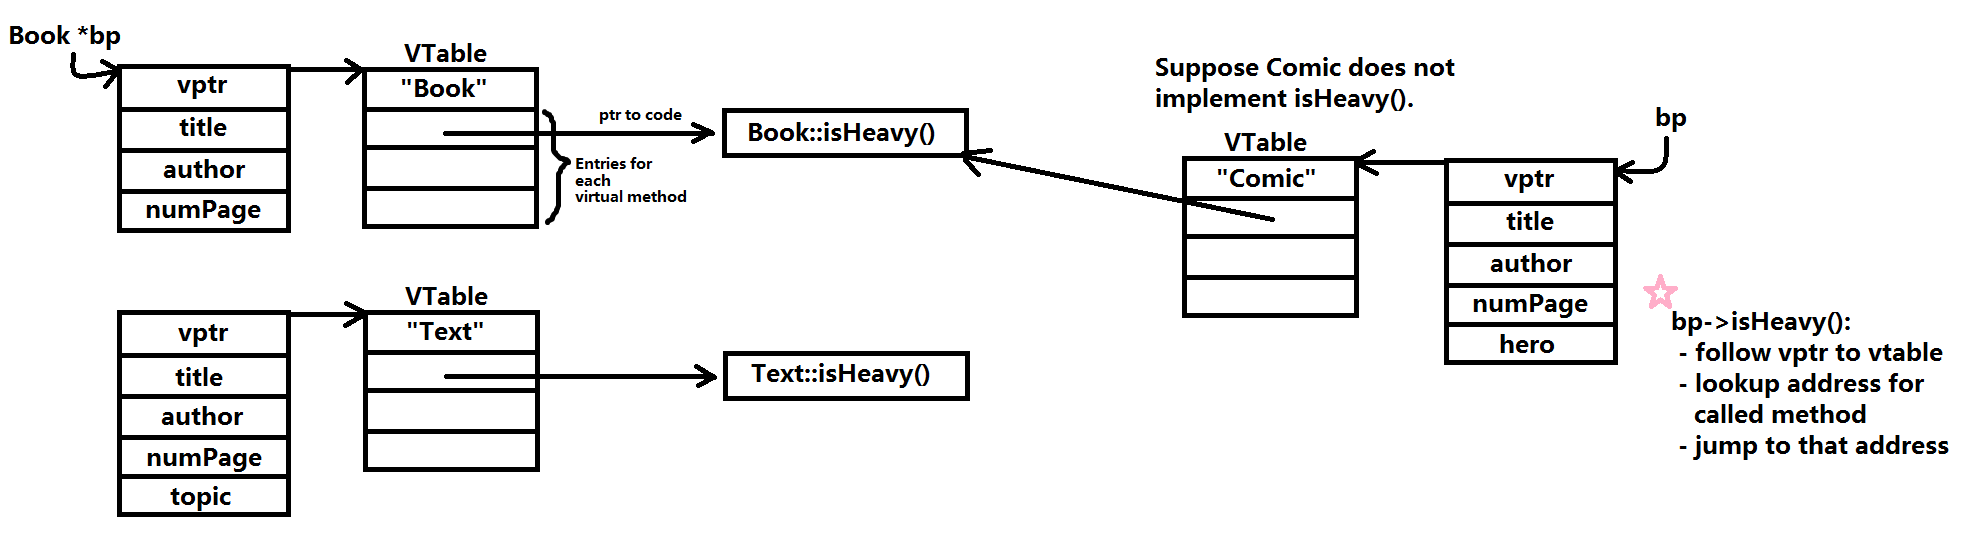 Book *bp
vptr
title
author
numPage
VTable
"Book"
ptr to code
Entries for
each
virtual method
Book::isHeavy()
Suppose Comic does not
implement isHeavy().
VTable
"Comic"
bp
vptr
title
author
numPage
hero
vptr
title
author
numPage
topic
VTable
"Text"
Text::isHeavy()
bp->isHeavy():
- follow vptr to vtable
- lookup address for
called method
- jump to that address